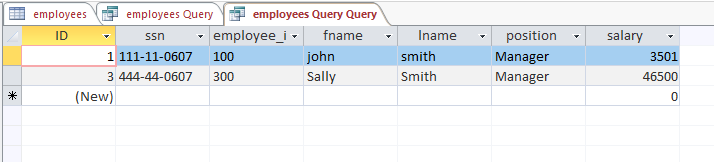 employees employees Query employees Query Query
ID ssn employee_i fname lname position salary
1 111-11-0607 100 john smith Manager 3501
3 444-44-0607 300 Sally Smith Manager 46500
* (New) 0